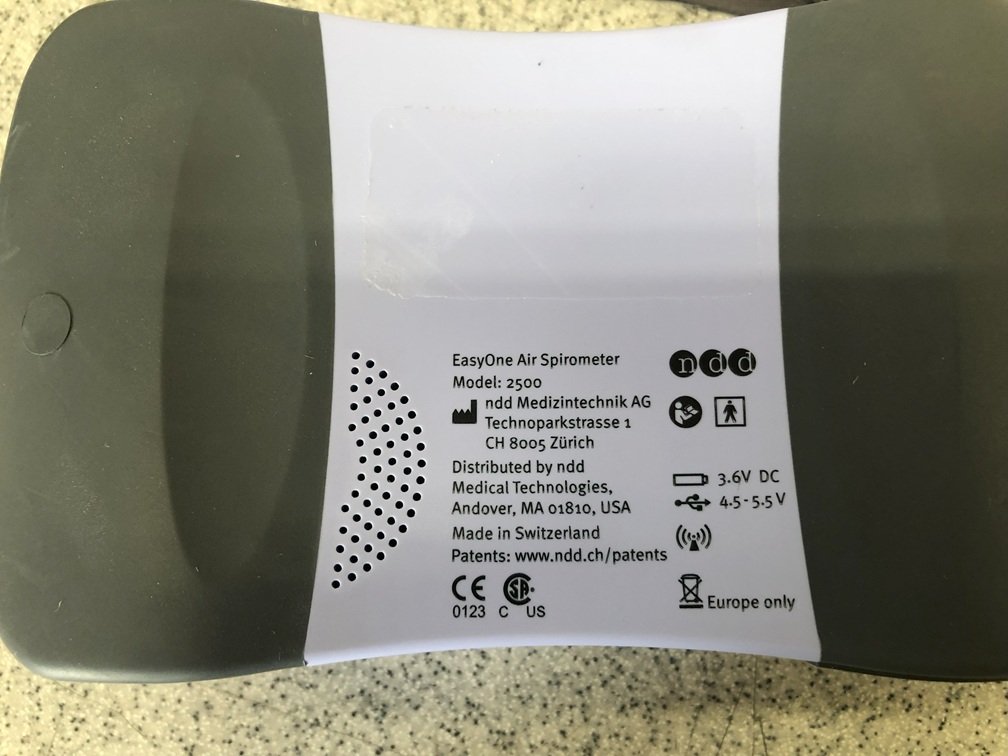 EasyOne Air Spirometer
Model: 2500
ndd Medizintechnik AG
Technoparkstrasse 1
CH 8005 Zürich
Distributed by ndd
Medical Technologies,
Andover, MA 01810, USA
Made in Switzerland
Patents: www.ndd.ch/patents
CE SA
0123 C US
ndd
3.6V DC
4.5-5.5V
Europe only